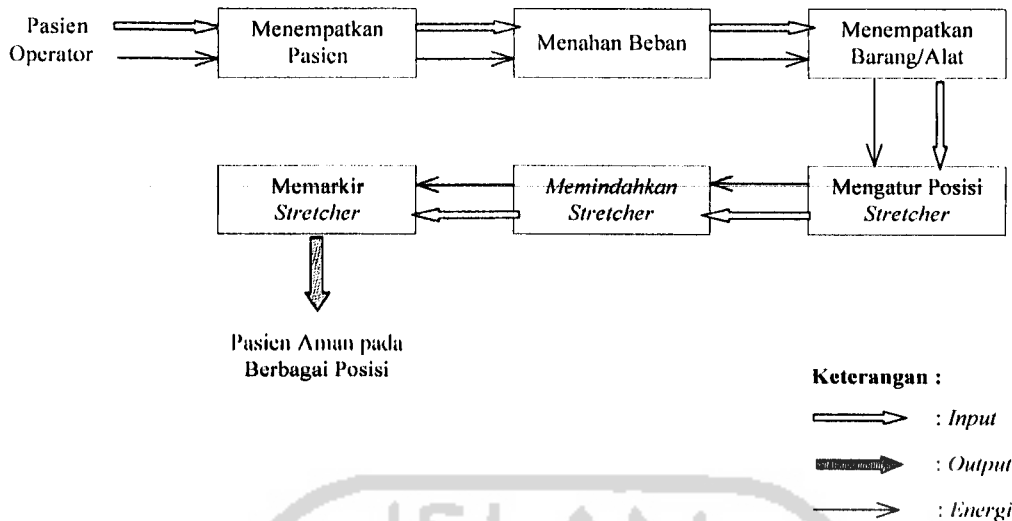 Pasien
Operator
Menempatkan
Pasien
Menahan Beban
Menempatkan
Barang/Alat
Memarkir
Stretcher
Memindahkan
Stretcher
Mengatur Posisi
Stretcher
Pasien Aman pada
Berbagai Posisi
Keterangan :
: Input
: Output
: Energi